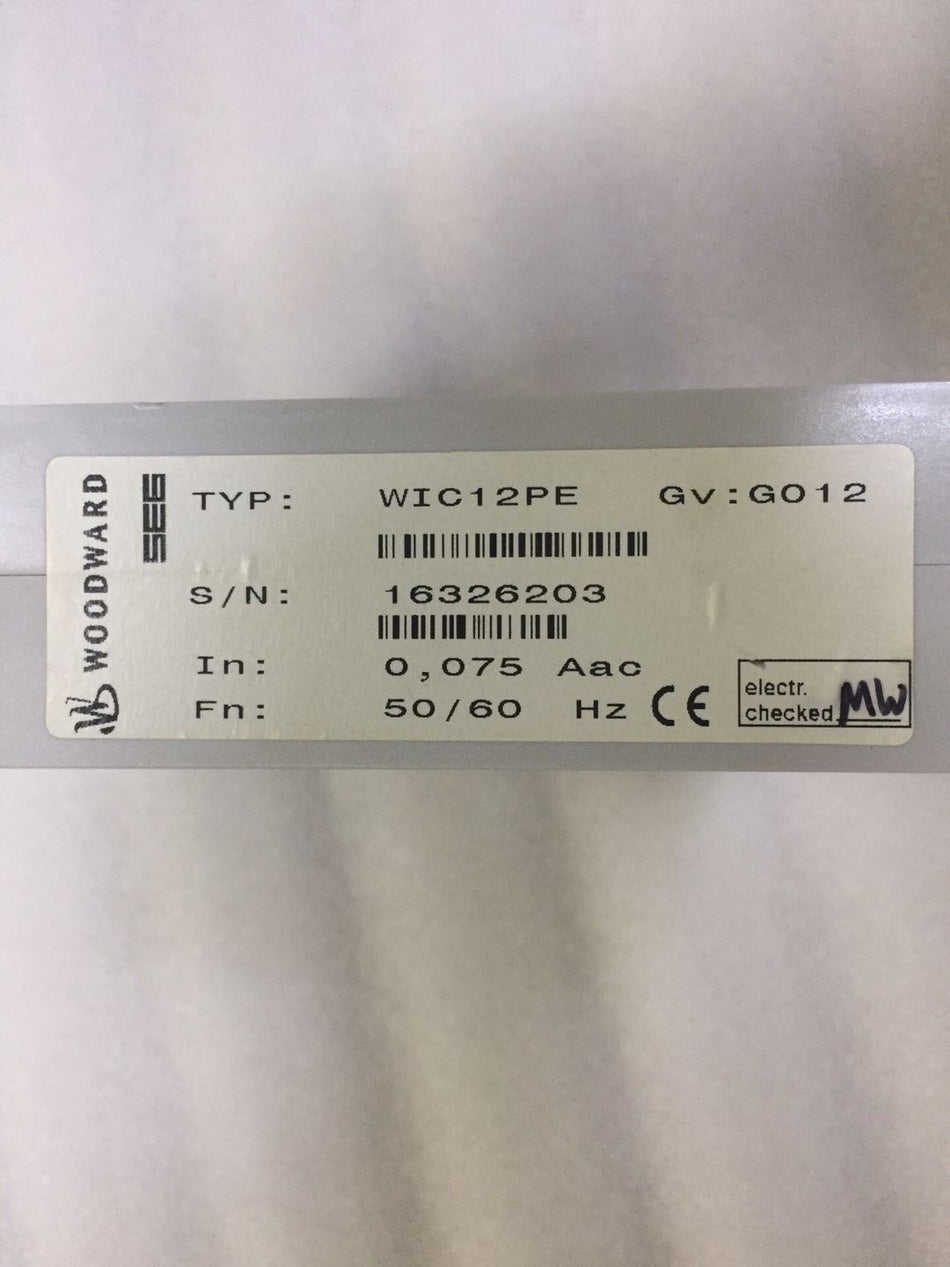 WOODWARD
SEG
TYP: WIC12PE GV:G012
S/N: 16326203
In: 0,075 Aac
Fn: 50/60 Hz CE
electr.
checked MW